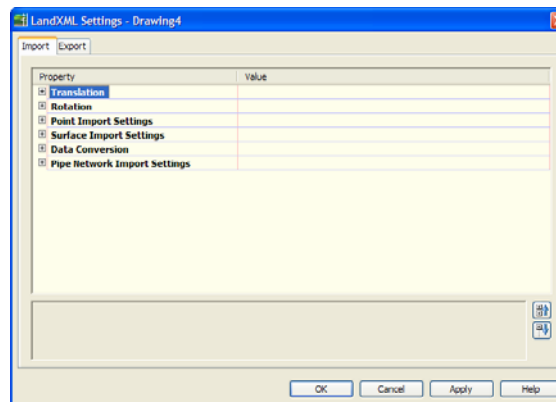 LandXML Settings - Drawing4
Import Export
Property Value
Translation
Rotation
Point Import Settings
Surface Import Settings
Data Conversion
Pipe Network Import Settings
OK Cancel Apply Help